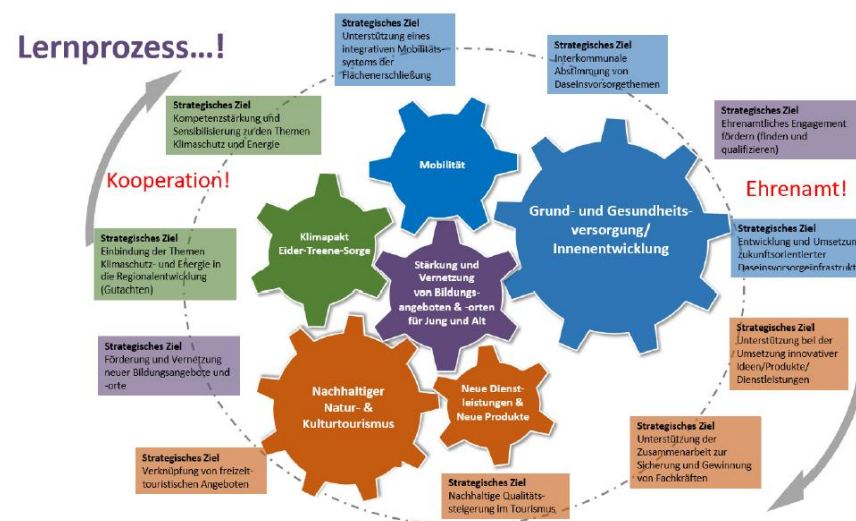 Lernprozess...!
Strategisches Ziel
Unterstützung eines
integrativen Mobilitäts-
systems der
Flächenerschließung
Strategisches Ziel
Interkommunale
Abstimmung von
Daseinsvorsorgethemen
Strategisches Ziel
Kompetenzstärkung und
Sensibilisierung zu den Themen
Klimaschutz und Energie
Strategisches Ziel
Ehrenamtliches Engagement
fördern (finden und
qualifizieren)
Kooperation!
Ehrenamt!
Mobilität
Grund- und Gesundheits-
versorgung/
Innenentwicklung
Klimapakt
Eider-Treene-Sorge
Stärkung und
Vernetzung
von Bildungs-
angeboten & -orten
für Jung und Alt
Strategisches Ziel
Einbindung der Themen
Klimaschutz- und Energie in
die Regionalentwicklung
(Gutachten)
Strategisches Ziel
Entwicklung und Umsetzun
zukunftsorientierter
Daseinsvorsorgeinfrastrukt
Strategisches Ziel
Förderung und Vernetzung
neuer Bildungsangebote und
-orte
Strategisches Ziel
Unterstützung bei der
Umsetzung innovativer
Ideen/Produkte/
Dienstleistungen
Nachhaltiger
Natur- &
Kulturtourismus
Neue Dienst-
leistungen &
Neue Produkte
Strategisches Ziel
Unterstützung der
Zusammenarbeit zur
Sicherung und Gewinnung
von Fachkräften
Strategisches Ziel
Verknüpfung von freizeit-
touristischen Angeboten
Strategisches Ziel
Nachhaltige Qualitäts-
steigerung im Tourismus